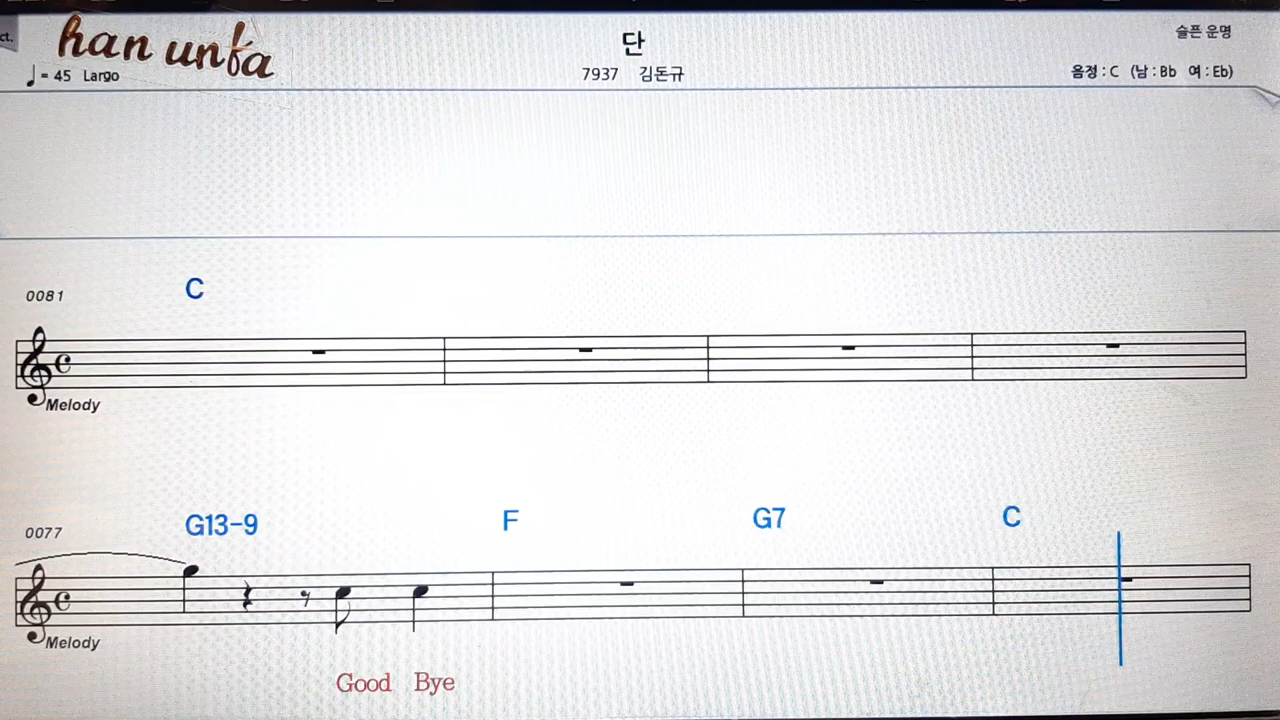 ct.
han unfa
단
슬픈 운명
♩ = 45 Largo
7937 김돈규
음정 : C (남 : Bb 여 : Eb)
0081
C
Melody
0077
G13-9 F G7 C
Melody
Good Bye